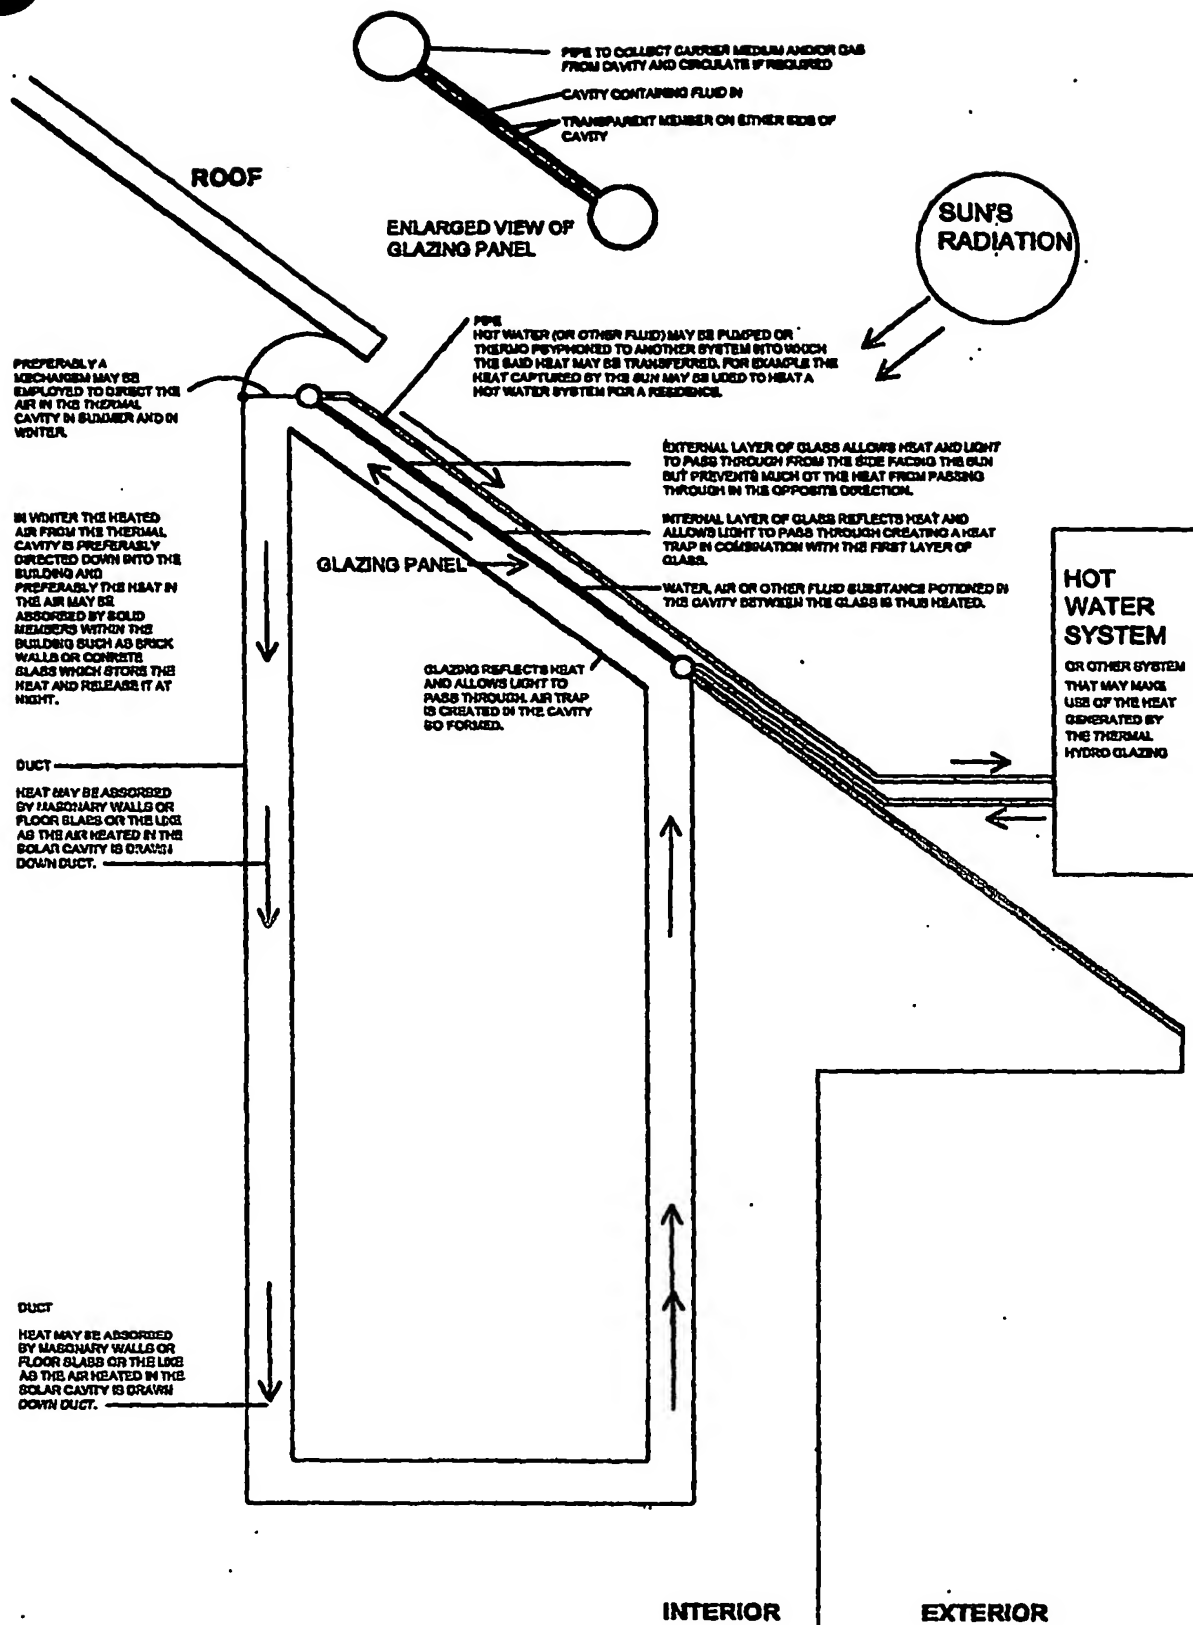 PIPE TO COLLECT CARRIER MEDIUM AND/OR GAS
FROM CAVITY AND CIRCULATE IF REQUIRED
CAVITY CONTAINING FLUID IN
TRANSPARENT MEMBER ON EITHER SIDE OF
CAVITY
ROOF
ENLARGED VIEW OF
GLAZING PANEL
SUN'S
RADIATION
PIPE
HOT WATER (OR OTHER FLUID) MAY BE PUMPED OR
THERMO PSYPHONED TO ANOTHER SYSTEM INTO WHICH
THE SAID HEAT MAY BE TRANSFERRED. FOR EXAMPLE THE
HEAT CAPTURED BY THE SUN MAY BE USED TO HEAT A
HOT WATER SYSTEM FOR A RESIDENCE.
PREFERABLY A
MECHANISM MAY BE
EMPLOYED TO DIRECT THE
AIR IN THE THERMAL
CAVITY IN SUMMER AND IN
WINTER.
EXTERNAL LAYER OF GLASS ALLOWS HEAT AND LIGHT
TO PASS THROUGH FROM THE SIDE FACING THE SUN
BUT PREVENTS MUCH OT THE HEAT FROM PASSING
THROUGH IN THE OPPOSITE DIRECTION.
INTERNAL LAYER OF GLASS REFLECTS HEAT AND
ALLOWS LIGHT TO PASS THROUGH CREATING A HEAT
TRAP IN COMBINATION WITH THE FIRST LAYER OF
GLASS.
WATER, AIR OR OTHER FLUID SUBSTANCE POTIONED IN
THE CAVITY BETWEEN THE GLASS IS THUS HEATED.
IN WINTER THE HEATED
AIR FROM THE THERMAL
CAVITY IS PREFERABLY
DIRECTED DOWN INTO THE
BUILDING AND
PREFERABLY THE HEAT IN
THE AIR MAY BE
ABSORBED BY SOLID
MEMBERS WITHIN THE
BUILDING SUCH AS BRICK
WALLS OR CONRETE
SLABS WHICH STORE THE
HEAT AND RELEASE IT AT
NIGHT.
GLAZING PANEL
HOT
WATER
SYSTEM
OR OTHER SYSTEM
THAT MAY MAKE
USE OF THE HEAT
GENERATED BY
THE THERMAL
HYDRO GLAZING
GLAZING REFLECTS HEAT
AND ALLOWS LIGHT TO
PASS THROUGH. AIR TRAP
IS CREATED IN THE CAVITY
SO FORMED.
DUCT
HEAT MAY BE ABSORBED
BY MASONARY WALLS OR
FLOOR SLABS OR THE LIKE
AS THE AIR HEATED IN THE
SOLAR CAVITY IS DRAWN
DOWN DUCT.
DUCT
HEAT MAY BE ABSORBED
BY MASONARY WALLS OR
FLOOR SLABS OR THE LIKE
AS THE AIR HEATED IN THE
SOLAR CAVITY IS DRAWN
DOWN DUCT.
INTERIOR
EXTERIOR